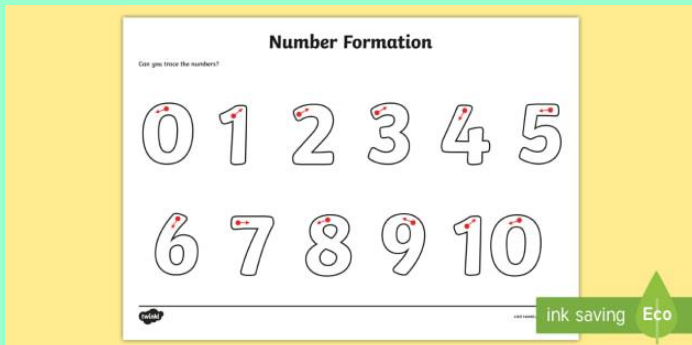 Number Formation
Can you trace the numbers?
0 1 2 3 4 5
6 7 8 9 10
twinkl
ink saving Eco